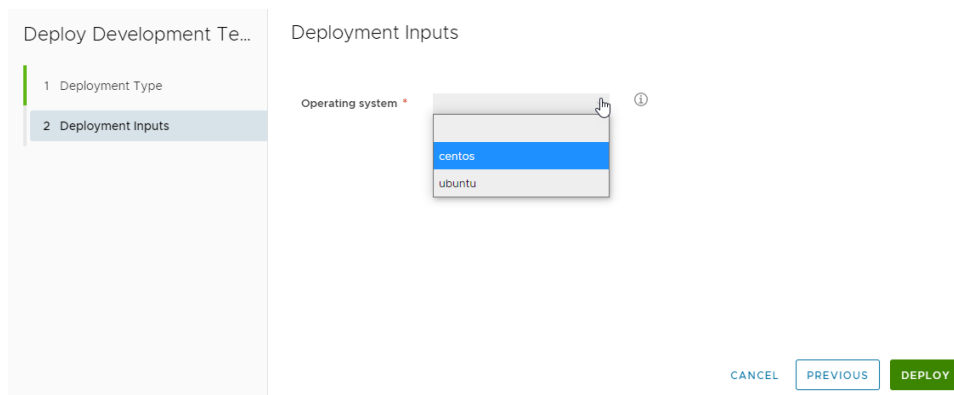 Deploy Development Te...
1 Deployment Type
2 Deployment Inputs
Deployment Inputs
Operating system *
centos
ubuntu
CANCEL
PREVIOUS
DEPLOY